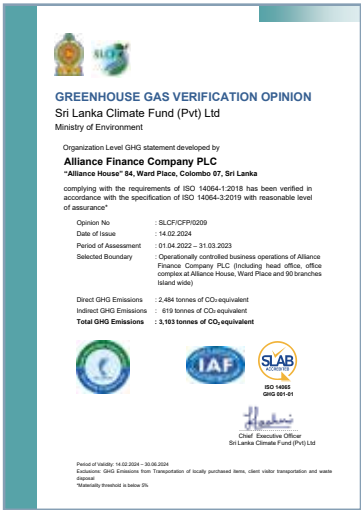 SLCF
GREENHOUSE GAS VERIFICATION OPINION
Sri Lanka Climate Fund (Pvt) Ltd
Ministry of Environment
Organization Level GHG statement developed by
Alliance Finance Company PLC
“Alliance House” 84, Ward Place, Colombo 07, Sri Lanka
complying with the requirements of ISO 14064-1:2018 has been verified in
accordance with the specification of ISO 14064-3:2019 with reasonable level
of assurance*
Opinion No : SLCF/CFP/0209
Date of Issue : 14.02.2024
Period of Assessment : 01.04.2022 – 31.03.2023
Selected Boundary : Operationally controlled business operations of Alliance
Finance Company PLC (Including head office, office
complex at Alliance House, Ward Place and 90 branches
Island wide)
Direct GHG Emissions : 2,484 tonnes of CO₂ equivalent
Indirect GHG Emissions : 619 tonnes of CO₂ equivalent
Total GHG Emissions : 3,103 tonnes of CO₂ equivalent
IAF
SLAB
ACCREDITED
ISO 14065
GHG 001-01
Chief Executive Officer
Sri Lanka Climate Fund (Pvt) Ltd
Period of Validity: 14.02.2024 – 30.06.2024
Exclusions: GHG Emissions from Transportation of locally purchased items, client visitor transportation and waste
disposal
*Materiality threshold is below 5%